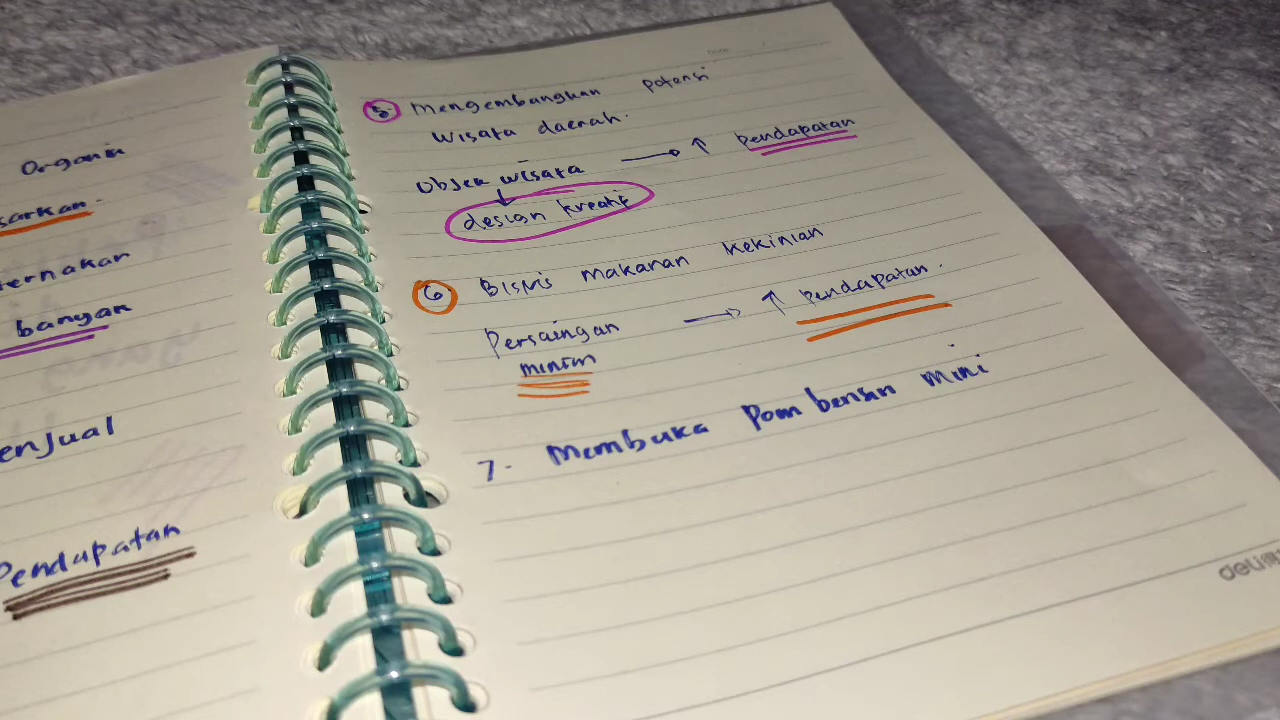 Organik
sarkan.
ternakan
bangan
enjual
Pendapatan
5 Mengembangkan potensi
wisata daerah.
Objek wisata → ↑ Pendapatan
↓
design kreatif
6 Bisnis makanan kekinian
Persaingan → ↑ Pendapatan.
minim
7. Membuka Pom bensin mini
deli